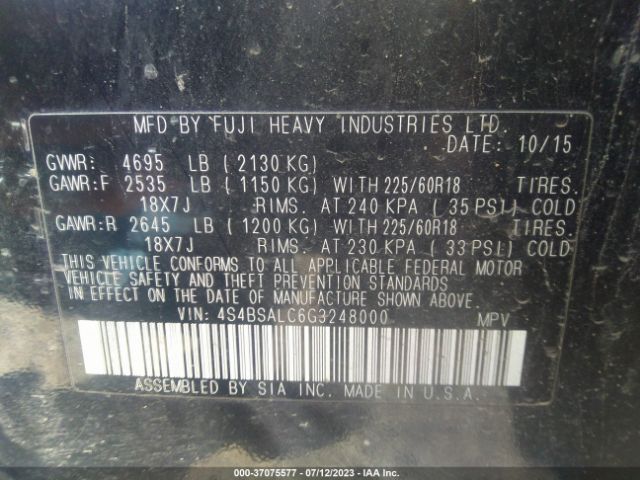 MFD BY FUJI HEAVY INDUSTRIES LTD.
DATE: 10/15
GVWR: 4695 LB (2130 KG)
GAWR:F 2535 LB (1150 KG) WITH 225/60R18 TIRES.
18X7J RIMS. AT 240 KPA (35 PSI) COLD
GAWR:R 2645 LB (1200 KG) WITH 225/60R18 TIRES.
18X7J RIMS. AT 230 KPA (33 PSI) COLD
THIS VEHICLE CONFORMS TO ALL APPLICABLE FEDERAL MOTOR
VEHICLE SAFETY AND THEFT PREVENTION STANDARDS
IN EFFECT ON THE DATE OF MANUFACTURE SHOWN ABOVE.
VIN: 4S4BSALC6G3248000 MPV
ASSEMBLED BY SIA INC. MADE IN U.S.A.
000-37075577 - 07/12/2023 - IAA Inc.